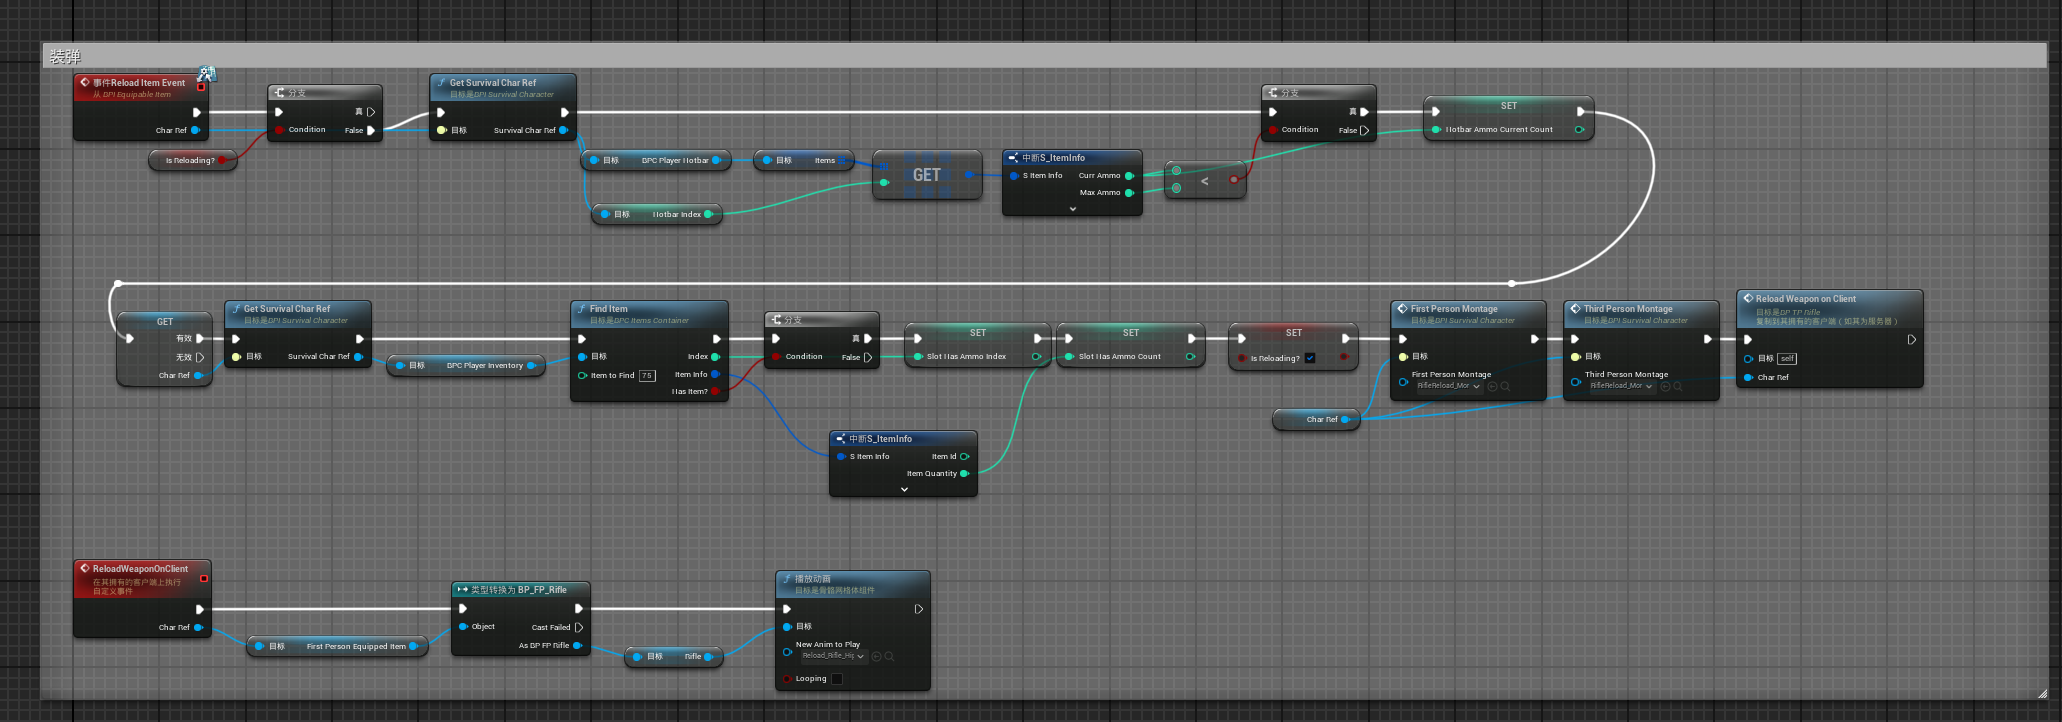 装弹
事件Reload Item Event
从 BPI Equipable Item
Char Ref
Is Reloading?
分支
真
Condition
False
Get Survival Char Ref
目标是BPI Survival Character
目标
Survival Char Ref
目标
BPC Player Hotbar
目标
Items
目标
Hotbar Index
GET
中断S_ItemInfo
S Item Info
Curr Ammo
Max Ammo
<
分支
真
Condition
False
SET
Hotbar Ammo Current Count
GET
有效
无效
Char Ref
Get Survival Char Ref
目标是BPI Survival Character
目标
Survival Char Ref
目标
BPC Player Inventory
Find Item
目标是BPC Items Container
目标
Index
Item to Find
75
Item Info
Has Item?
分支
真
Condition
False
SET
Slot Has Ammo Index
SET
Slot Has Ammo Count
SET
Is Reloading?
First Person Montage
目标是BPI Survival Character
目标
First Person Montage
RifleReload_Mor
Third Person Montage
目标是BPI Survival Character
目标
Third Person Montage
RifleReload_Mor
Reload Weapon on Client
目标是BP TP Rifle
复制到其拥有的客户端（如其为服务器）
目标
self
Char Ref
Char Ref
中断S_ItemInfo
S Item Info
Item Id
Item Quantity
ReloadWeaponOnClient
在其拥有的客户端上执行
自定义事件
Char Ref
目标
First Person Equipped Item
类型转换为 BP_FP_Rifle
Object
Cast Failed
As BP FP Rifle
目标
Rifle
播放动画
目标是骨骼网格体组件
目标
New Anim to Play
Reload_Rifle_Hip
Looping